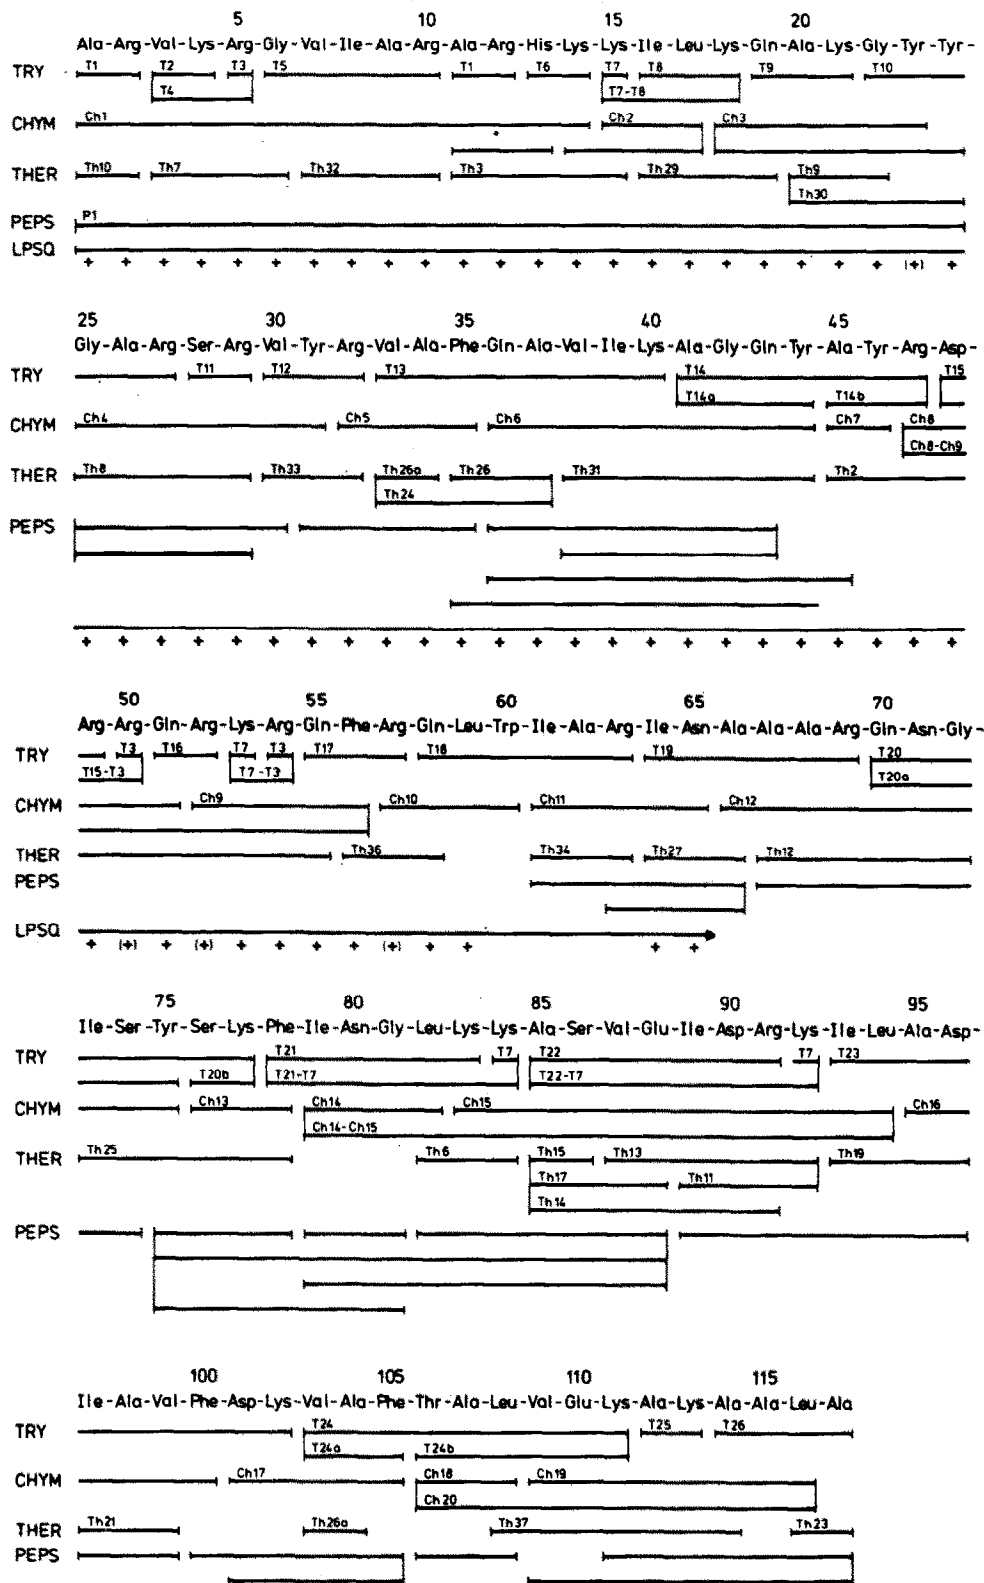 5 10 15 20
Ala-Arg-Val-Lys-Arg-Gly-Val-Ile-Ala-Arg-Ala-Arg-His-Lys-Lys-Ile-Leu-Lys-Gln-Ala-Lys-Gly-Tyr-Tyr-
TRY T1 T2 T3 T5 T1 T6 T7 T8 T9 T10
T4 T7-T8
CHYM Ch1 Ch2 Ch3
THER Th10 Th7 Th32 Th3 Th29 Th9
Th30
PEPS P1
LPSQ
+ + + + + + + + + + + + + + + + + + + + + + (+) +
25 30 35 40 45
Gly-Ala-Arg-Ser-Arg-Val-Tyr-Arg-Val-Ala-Phe-Gln-Ala-Val-Ile-Lys-Ala-Gly-Gln-Tyr-Ala-Tyr-Arg-Asp-
TRY T11 T12 T13 T14 T15
T14a T14b
CHYM Ch4 Ch5 Ch6 Ch7 Ch8
Ch8-Ch9
THER Th8 Th33 Th26a Th26 Th31 Th2
Th24
PEPS
+ + + + + + + + + + + + + + + + + + + + + + + +
50 55 60 65 70
Arg-Arg-Gln-Arg-Lys-Arg-Gln-Phe-Arg-Gln-Leu-Trp-Ile-Ala-Arg-Ile-Asn-Ala-Ala-Ala-Arg-Gln-Asn-Gly-
TRY T3 T16 T7 T3 T17 T18 T19 T20
T15-T3 T7-T3 T20a
CHYM Ch9 Ch10 Ch11 Ch12
THER Th36 Th34 Th27 Th12
PEPS
LPSQ
+ (+) + (+) + + + + (+) + + + +
75 80 85 90 95
Ile-Ser-Tyr-Ser-Lys-Phe-Ile-Asn-Gly-Leu-Lys-Lys-Ala-Ser-Val-Glu-Ile-Asp-Arg-Lys-Ile-Leu-Ala-Asp-
TRY T21 T7 T22 T7 T23
T20b T21-T7 T22-T7
CHYM Ch13 Ch14 Ch15 Ch16
Ch14-Ch15
THER Th25 Th6 Th15 Th13 Th19
Th17 Th11
Th14
PEPS
100 105 110 115
Ile-Ala-Val-Phe-Asp-Lys-Val-Ala-Phe-Thr-Ala-Leu-Val-Glu-Lys-Ala-Lys-Ala-Ala-Leu-Ala
TRY T24 T25 T26
T24a T24b
CHYM Ch17 Ch18 Ch19
Ch20
THER Th21 Th26a Th37 Th23
PEPS